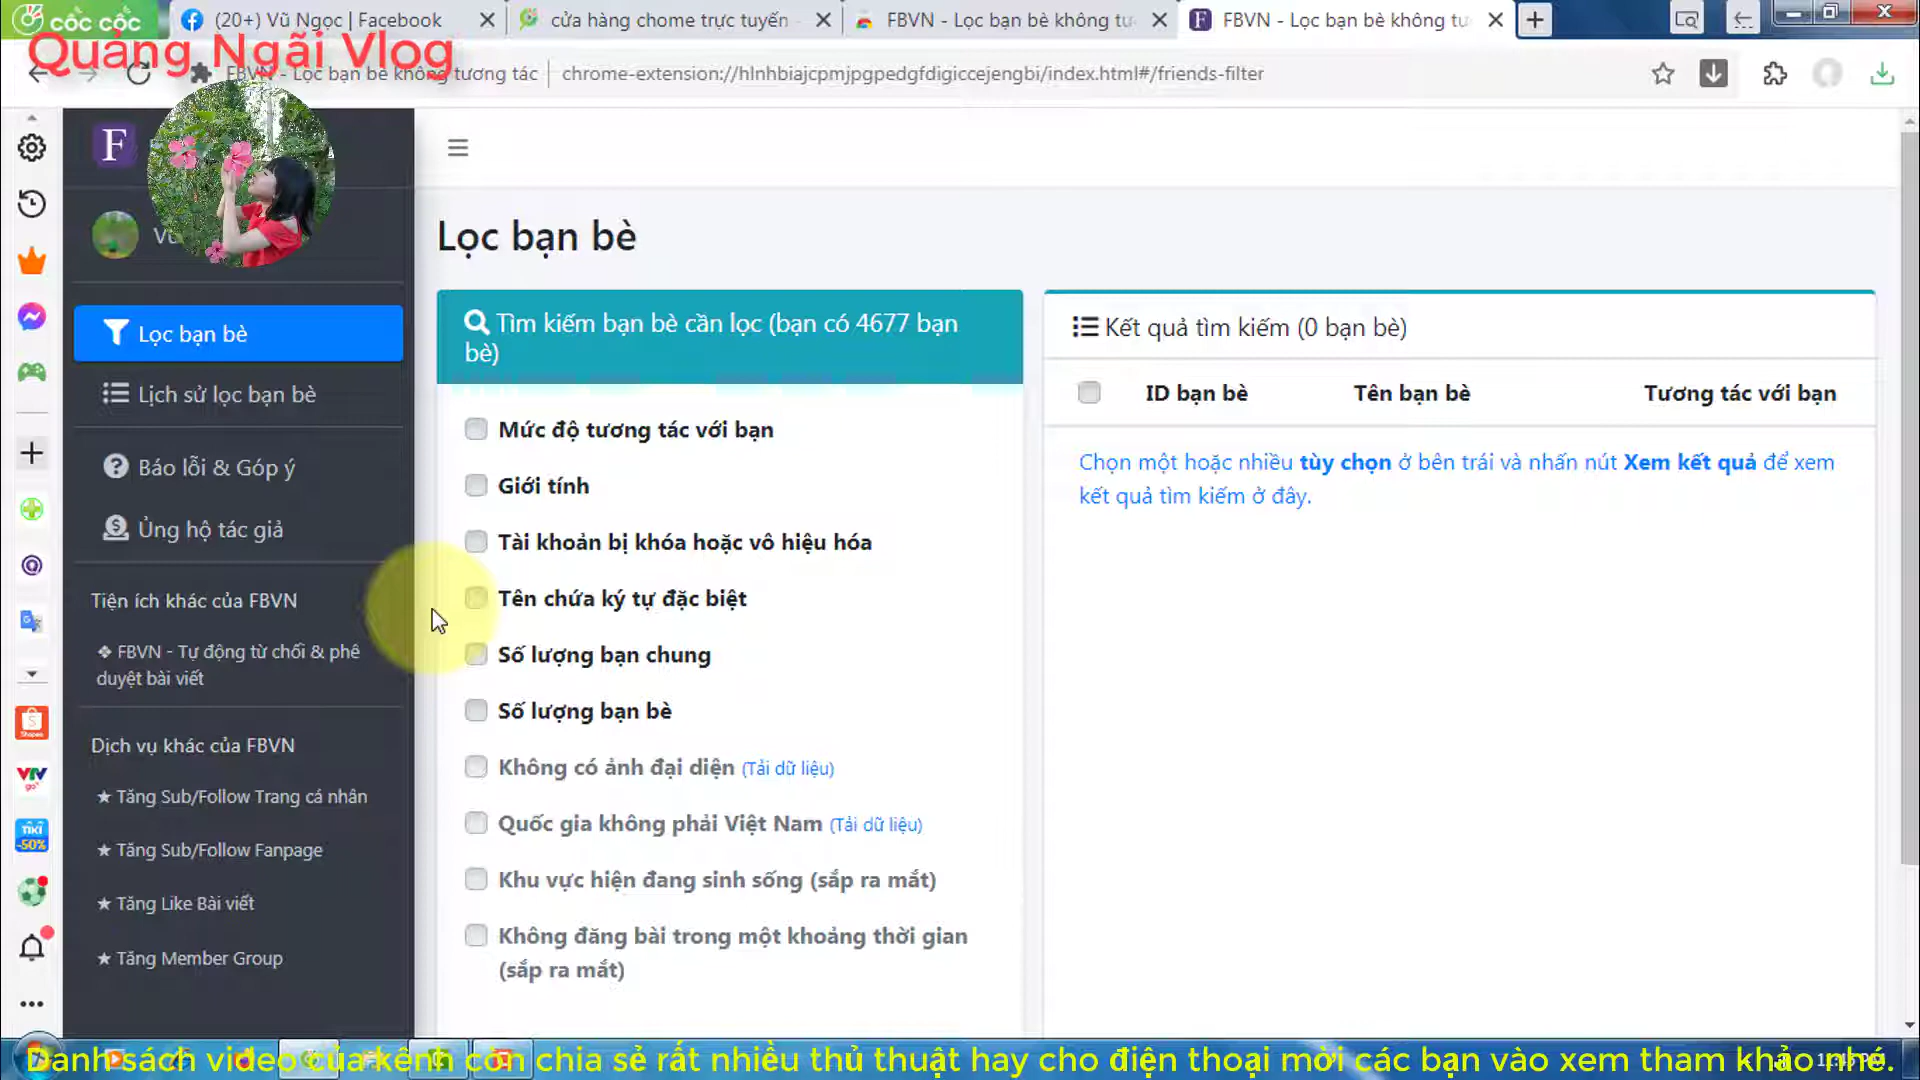 cốc cốc
(20+) Vũ Ngọc | Facebook
cửa hàng chome trực tuyến
FBVN - Lọc bạn bè không tư
FBVN - Lọc bạn bè không tư
Quảng Ngãi Vlog
FBVN - Lọc bạn bè không tương tác
chrome-extension://hlnhbiajcpmjpgpedgfdigiccejengbi/index.html#/friends-filter
F
Lọc bạn bè
Lịch sử lọc bạn bè
Báo lỗi & Góp ý
Ủng hộ tác giả
Tiện ích khác của FBVN
❖ FBVN - Tự động từ chối & phê
duyệt bài viết
Dịch vụ khác của FBVN
★ Tăng Sub/Follow Trang cá nhân
★ Tăng Sub/Follow Fanpage
★ Tăng Like Bài viết
★ Tăng Member Group
Lọc bạn bè
Tìm kiếm bạn bè cần lọc (bạn có 4677 bạn
bè)
Mức độ tương tác với bạn
Giới tính
Tài khoản bị khóa hoặc vô hiệu hóa
Tên chứa ký tự đặc biệt
Số lượng bạn chung
Số lượng bạn bè
Không có ảnh đại diện (Tải dữ liệu)
Quốc gia không phải Việt Nam (Tải dữ liệu)
Khu vực hiện đang sinh sống (sắp ra mắt)
Không đăng bài trong một khoảng thời gian
(sắp ra mắt)
Kết quả tìm kiếm (0 bạn bè)
ID bạn bè
Tên bạn bè
Tương tác với bạn
Chọn một hoặc nhiều tùy chọn ở bên trái và nhấn nút Xem kết quả để xem
kết quả tìm kiếm ở đây.
Shopee
VTV
go
TIKI
-50%
Danh sách video của kênh còn chia sẻ rất nhiều thủ thuật hay cho điện thoại mời các bạn vào xem tham khảo nhé.